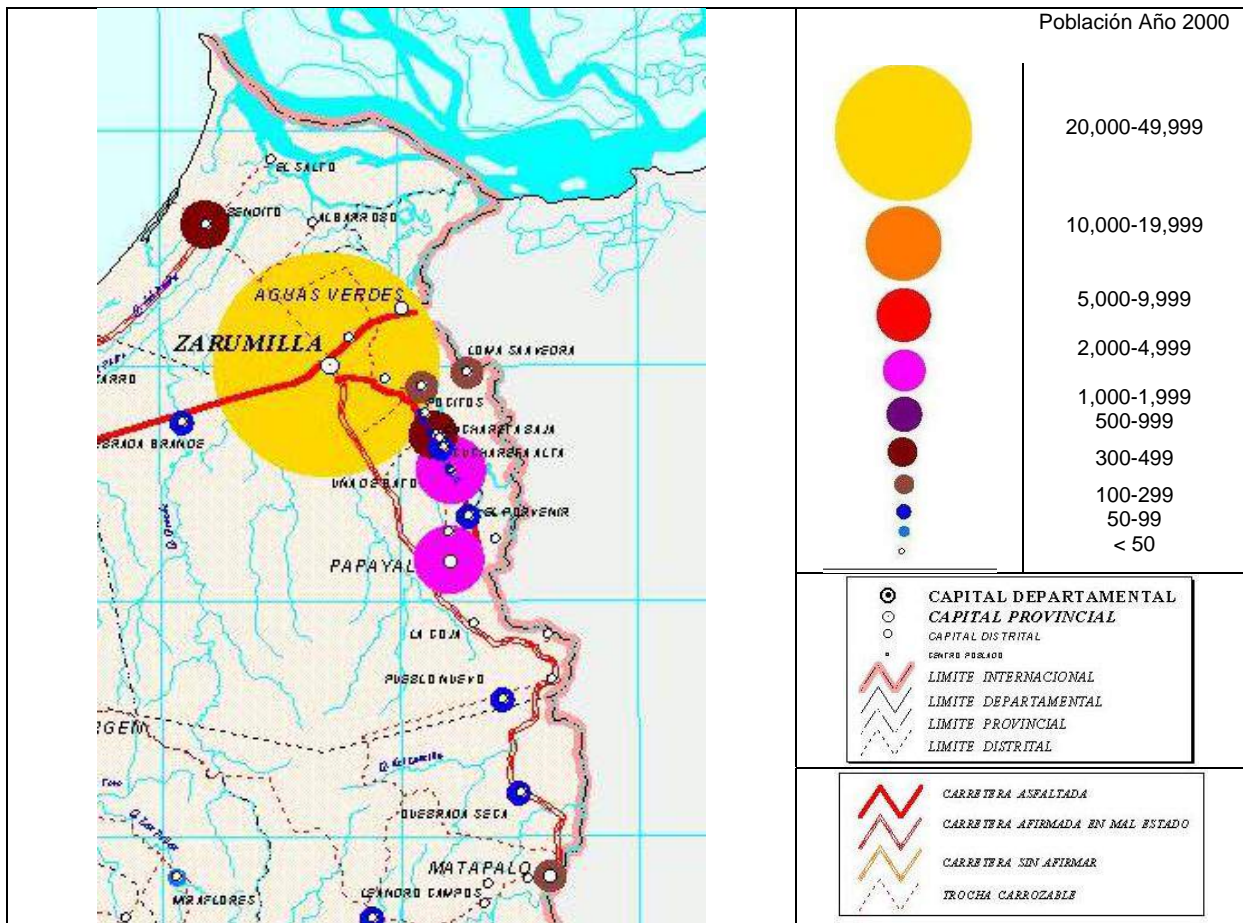 EL SALTO
BENDITO
ALBARROSO
AGUAS VERDES
ZARUMILLA
LOMA SAAVEDRA
POCITOS
CUCHARETA BAJA
CUCHARETA ALTA
UÑA DE GATO
EL PORVENIR
PAPAYAL
LA COJA
PUEBLO NUEVO
QUEBRADA SECA
MATAPALO
LEANDRO CAMPOS
MIRAFLORES
Población Año 2000
20,000-49,999
10,000-19,999
5,000-9,999
2,000-4,999
1,000-1,999
500-999
300-499
100-299
50-99
< 50
CAPITAL DEPARTAMENTAL
CAPITAL PROVINCIAL
CAPITAL DISTRITAL
CENTRO POBLADO
LIMITE INTERNACIONAL
LIMITE DEPARTAMENTAL
LIMITE PROVINCIAL
LIMITE DISTRITAL
CARRETERA ASFALTADA
CARRETERA AFIRMADA EN MAL ESTADO
CARRETERA SIN AFIRMAR
TROCHA CARROZABLE